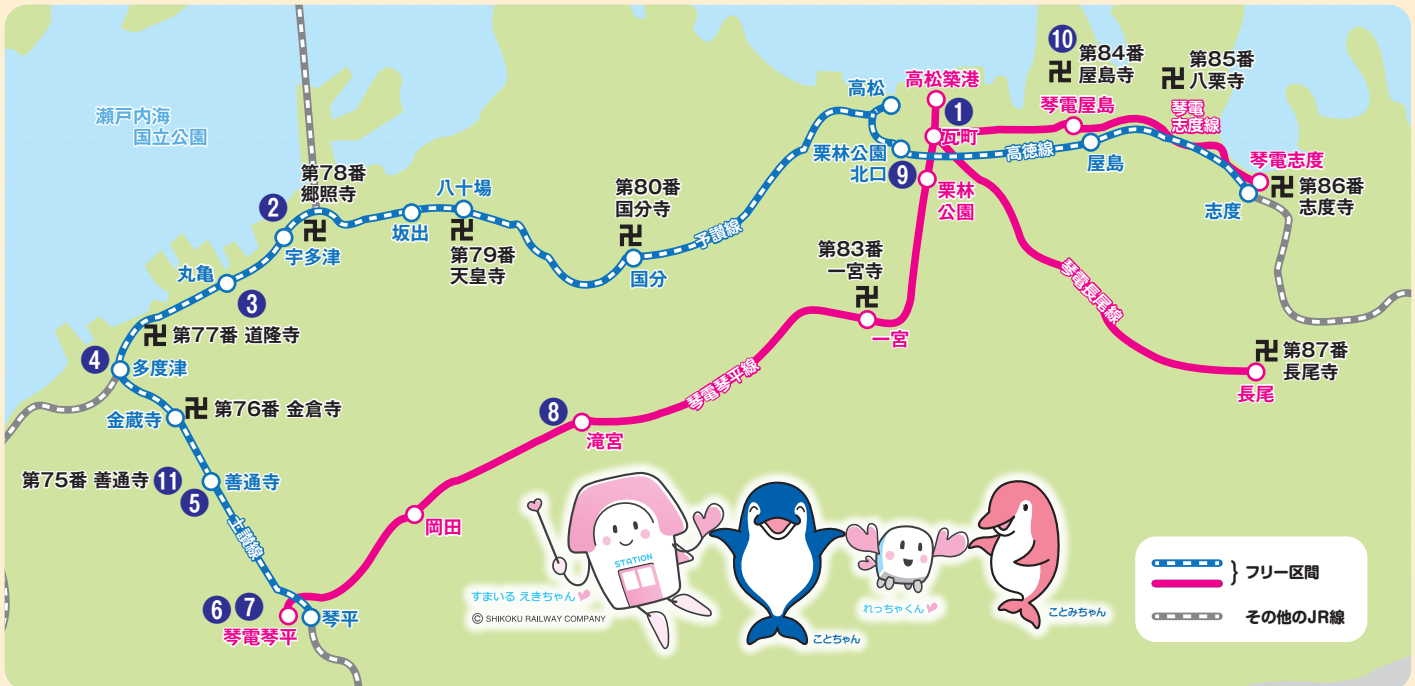 瀬戸内海
国立公園
第78番
郷照寺
2
宇多津
丸亀
3
第77番 道隆寺
4
多度津
金蔵寺
第76番 金倉寺
第75番 善通寺
11
5
善通寺
土讃線
6
7
琴電琴平
琴平
坂出
八十場
第79番
天皇寺
第80番
国分寺
国分
予讃線
高松
高松築港
1
瓦町
栗林公園
北口
9
栗林
公園
高徳線
琴電屋島
10
第84番
屋島寺
屋島
第85番
八栗寺
琴電
志度線
琴電志度
志度
第86番
志度寺
第83番
一宮寺
一宮
琴電長尾線
第87番
長尾寺
長尾
琴電琴平線
8
滝宮
岡田
STATION
すまいる えきちゃん
© SHIKOKU RAILWAY COMPANY
ことちゃん
れっちゃくん
ことみちゃん
フリー区間
その他のJR線